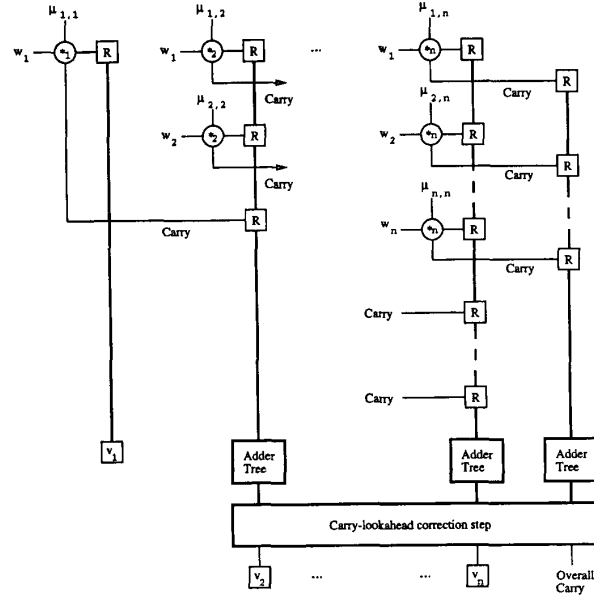 μ1,1 μ1,2 μ1,n
w1 *1 R w1 *2 R ... w1 *n R
Carry Carry R
μ2,2 μ2,n
w2 *2 R w2 *n R
Carry Carry R
μn,n
Carry R wn *n R
Carry R
Carry R
Carry R
v1 Adder Tree Adder Tree Adder Tree
Carry-lookahead correction step
v2 ... ... vn Overall Carry